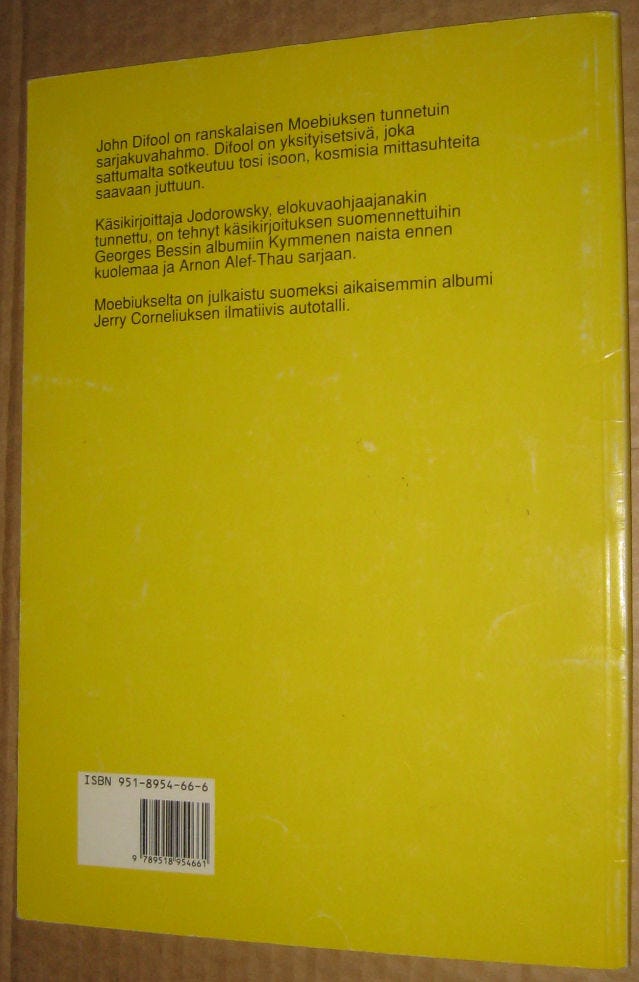 John Difool on ranskalaisen Moebiuksen tunnetuin
sarjakuvahahmo. Difool on yksityisetsivä, joka
sattumalta sotkeutuu tosi isoon, kosmisia mittasuhteita
saavaan juttuun.
Käsikirjoittaja Jodorowsky, elokuvaohjaajanakin
tunnettu, on tehnyt käsikirjoituksen suomennettuihin
Georges Bessin albumiin Kymmenen naista ennen
kuolemaa ja Arnon Alef-Thau sarjaan.
Moebiukselta on julkaistu suomeksi aikaisemmin albumi
Jerry Corneliuksen ilmatiivis autotalli.
ISBN 951-8954-66-6
9 789518 954661